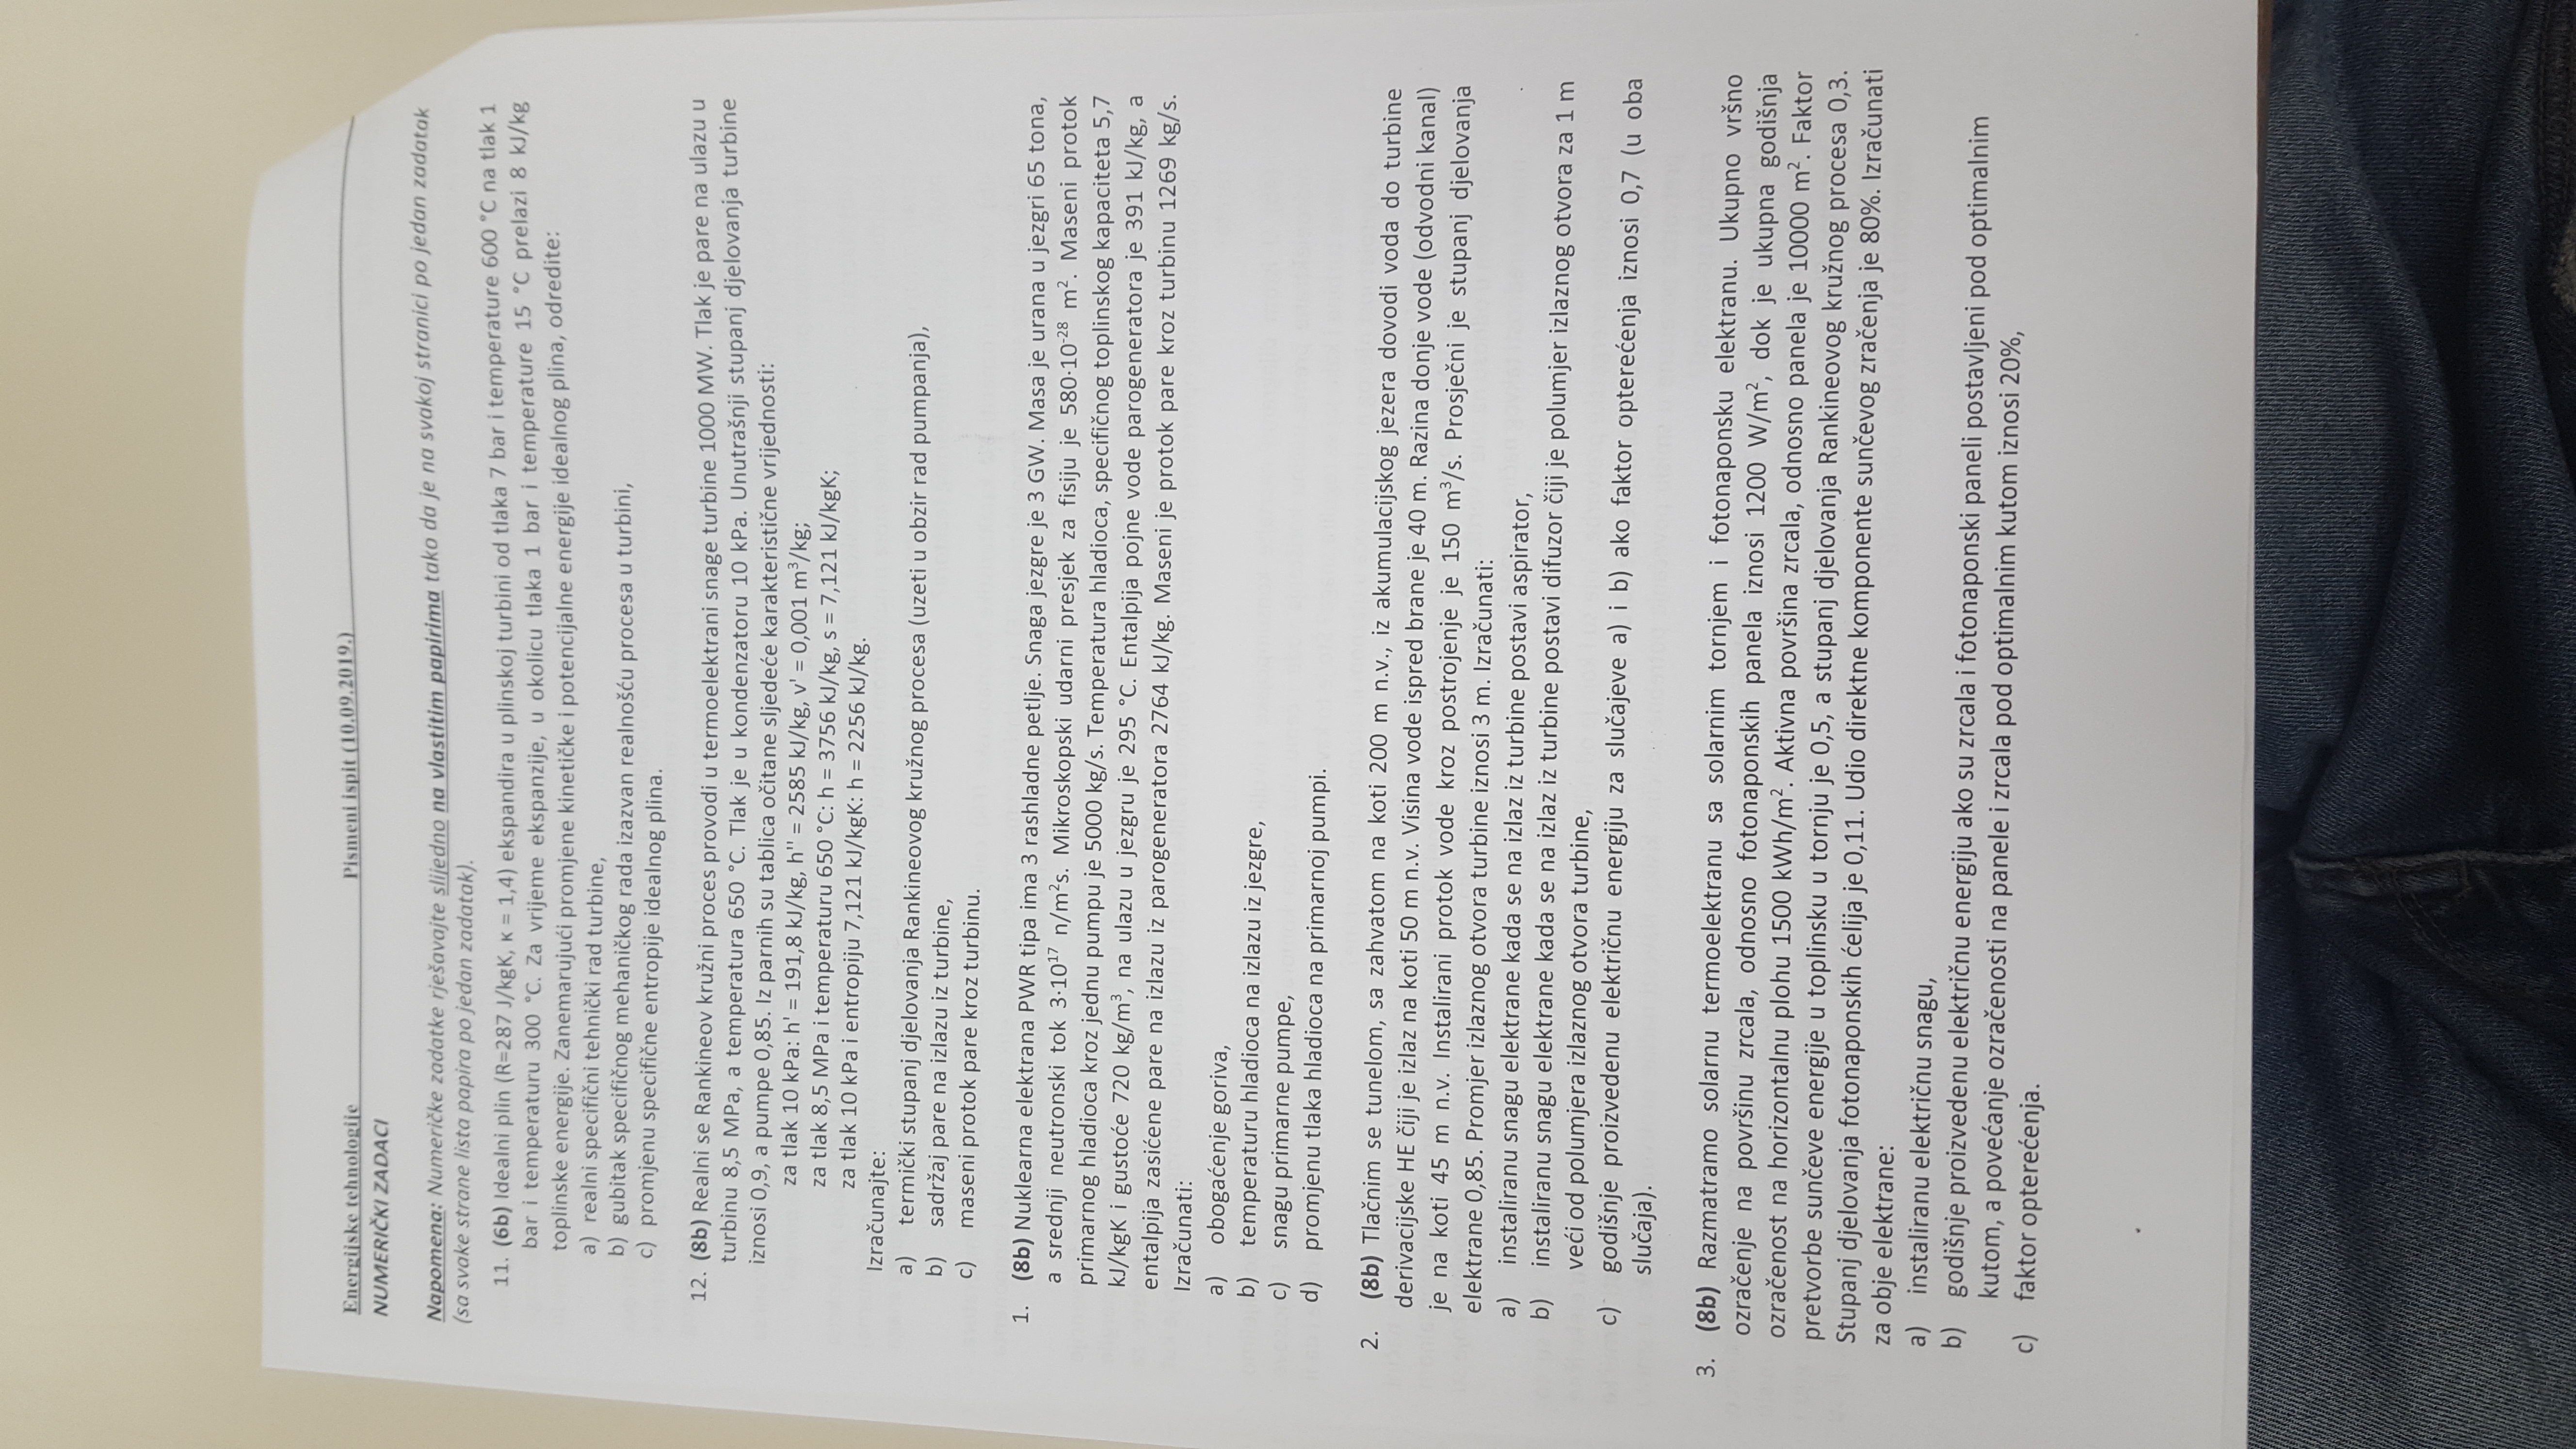 Energijske tehnologije Pismeni ispit (10.09.2019.)
NUMERIČKI ZADACI
Napomena: Numeričke zadatke rješavajte slijedno na vlastitim papirima tako da je na svakoj stranici po jedan zadatak
(sa svake strane lista papira po jedan zadatak).
11. (6b) Idealni plin (R=287 J/kgK, κ = 1,4) ekspandira u plinskoj turbini od tlaka 7 bar i temperature 600 °C na tlak 1
bar i temperaturu 300 °C. Za vrijeme ekspanzije, u okolicu tlaka 1 bar i temperature 15 °C prelazi 8 kJ/kg
toplinske energije. Zanemarujući promjene kinetičke i potencijalne energije idealnog plina, odredite:
a) realni specifični tehnički rad turbine,
b) gubitak specifičnog mehaničkog rada izazvan realnošću procesa u turbini,
c) promjenu specifične entropije idealnog plina.
12. (8b) Realni se Rankineov kružni proces provodi u termoelektrani snage turbine 1000 MW. Tlak je pare na ulazu u
turbinu 8,5 MPa, a temperatura 650 °C. Tlak je u kondenzatoru 10 kPa. Unutrašnji stupanj djelovanja turbine
iznosi 0,9, a pumpe 0,85. Iz parnih su tablica očitane sljedeće karakteristične vrijednosti:
za tlak 10 kPa: h' = 191,8 kJ/kg, h'' = 2585 kJ/kg, v' = 0,001 m³/kg;
za tlak 8,5 MPa i temperaturu 650 °C: h = 3756 kJ/kg, s = 7,121 kJ/kgK;
za tlak 10 kPa i entropiju 7,121 kJ/kgK: h = 2256 kJ/kg.
Izračunajte:
a) termički stupanj djelovanja Rankineovog kružnog procesa (uzeti u obzir rad pumpanja),
b) sadržaj pare na izlazu iz turbine,
c) maseni protok pare kroz turbinu.
1. (8b) Nuklearna elektrana PWR tipa ima 3 rashladne petlje. Snaga jezgre je 3 GW. Masa je urana u jezgri 65 tona,
a srednji neutronski tok 3·10¹⁷ n/m²s. Mikroskopski udarni presjek za fisiju je 580·10⁻²⁸ m². Maseni protok
primarnog hladioca kroz jednu pumpu je 5000 kg/s. Temperatura hladioca, specifičnog toplinskog kapaciteta 5,7
kJ/kgK i gustoće 720 kg/m³, na ulazu u jezgru je 295 °C. Entalpija pojne vode parogeneratora je 391 kJ/kg, a
entalpija zasićene pare na izlazu iz parogeneratora 2764 kJ/kg. Maseni je protok pare kroz turbinu 1269 kg/s.
Izračunati:
a) obogaćenje goriva,
b) temperaturu hladioca na izlazu iz jezgre,
c) snagu primarne pumpe,
d) promjenu tlaka hladioca na primarnoj pumpi.
2. (8b) Tlačnim se tunelom, sa zahvatom na koti 200 m n.v., iz akumulacijskog jezera dovodi voda do turbine
derivacijske HE čiji je izlaz na koti 50 m n.v. Visina vode ispred brane je 40 m. Razina donje vode (odvodni kanal)
je na koti 45 m n.v. Instalirani protok vode kroz postrojenje je 150 m³/s. Prosječni je stupanj djelovanja
elektrane 0,85. Promjer izlaznog otvora turbine iznosi 3 m. Izračunati:
a) instaliranu snagu elektrane kada se na izlaz iz turbine postavi aspirator,
b) instaliranu snagu elektrane kada se na izlaz iz turbine postavi difuzor čiji je polumjer izlaznog otvora za 1 m
veći od polumjera izlaznog otvora turbine,
c) godišnje proizvedenu električnu energiju za slučajeve a) i b) ako faktor opterećenja iznosi 0,7 (u oba
slučaja).
3. (8b) Razmatramo solarnu termoelektranu sa solarnim tornjem i fotonaponsku elektranu. Ukupno vršno
ozračenje na površinu zrcala, odnosno fotonaponskih panela iznosi 1200 W/m², dok je ukupna godišnja
ozračenost na horizontalnu plohu 1500 kWh/m². Aktivna površina zrcala, odnosno panela je 10000 m². Faktor
pretvorbe sunčeve energije u toplinsku u tornju je 0,5, a stupanj djelovanja Rankineovog kružnog procesa 0,3.
Stupanj djelovanja fotonaponskih ćelija je 0,11. Udio direktne komponente sunčevog zračenja je 80%. Izračunati
za obje elektrane:
a) instaliranu električnu snagu,
b) godišnje proizvedenu električnu energiju ako su zrcala i fotonaponski paneli postavljeni pod optimalnim
kutom, a povećanje ozračenosti na panele i zrcala pod optimalnim kutom iznosi 20%,
c) faktor opterećenja.